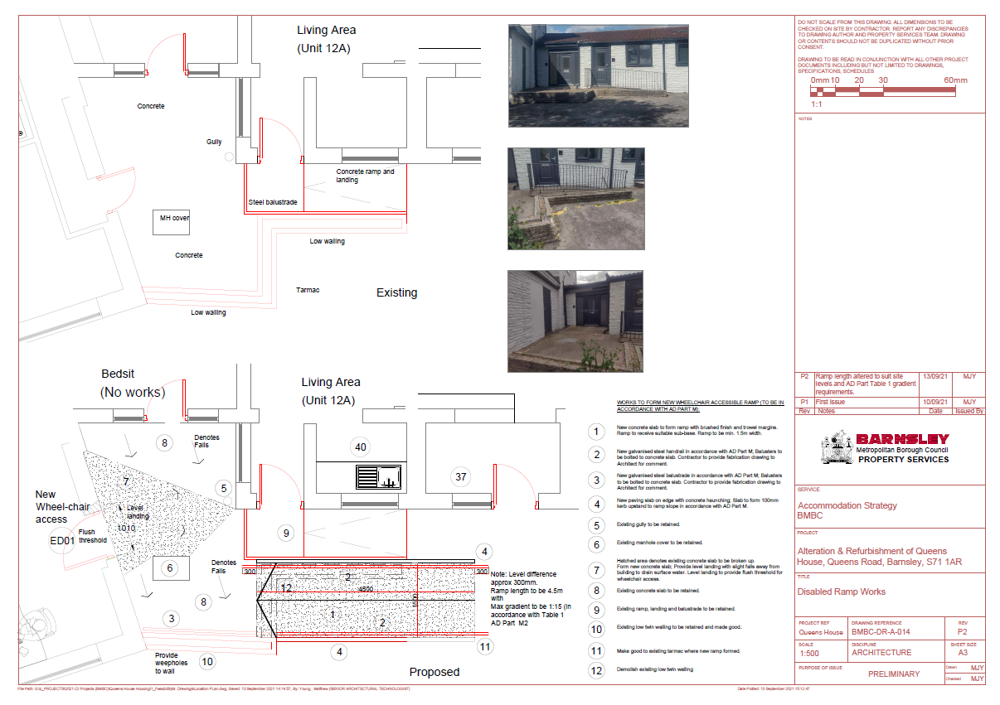 Living Area
(Unit 12A)
Concrete
Gully
Concrete ramp and
landing
Steel balustrade
MH cover
Low walling
Concrete
Tarmac
Existing
Low walling
Bedsit
(No works)
Living Area
(Unit 12A)
8
Denotes
Falls
40
37
7
5
New
Wheel-chair
access
Level
landing
1010
ED01
Flush
threshold
9
6
Denotes
Falls
300
4
300
2
12
4500
1500
8
3
1
2
Note: Level difference
approx 300mm.
Ramp length to be 4.5m
with
Max gradient to be 1:15 (in
accordance with Table 1
AD Part M2
11
4
Provide
weepholes
to wall
10
Proposed
WORKS TO FORM NEW WHEELCHAIR ACCESSIBLE RAMP (TO BE IN
ACCORDANCE WITH AD PART M):
1
New concrete slab to form ramp with brushed finish and trowel margins.
Ramp to receive suitable sub-base. Ramp to be min. 1.5m width.
2
New galvanised steel handrail in accordance with AD Part M, Balusters to
be bolted to concrete slab. Contractor to provide fabrication drawing to
Architect for comment.
3
New galvanised steel balustrade in accordance with AD Part M, Balusters
to be bolted to concrete slab. Contractor to provide fabrication drawing to
Architect for comment.
4
New paving slab on edge with concrete haunching; Slab to form 100mm
kerb upstand to ramp slope in accordance with AD Part M.
5
Existing gully to be retained.
6
Existing manhole cover to be retained.
7
Hatched area denotes existing concrete slab to be broken up.
Form new concrete slab; Provide level landing with slight falls away from
building to drain surface water. Level landing to provide flush threshold for
wheelchair access.
8
Existing concrete slab to be retained.
9
Existing ramp, landing and balustrade to be retained.
10
Existing low twin walling to be retained and made good.
11
Make good to existing tarmac where new ramp formed.
12
Demolish existing low twin walling
DO NOT SCALE FROM THIS DRAWING. ALL DIMENSIONS TO BE
CHECKED ON SITE BY CONTRACTOR. REPORT ANY DISCREPANCIES
TO DRAWING AUTHOR AND PROPERTY SERVICES TEAM. DRAWING
OR CONTENTS SHOULD NOT BE DUPLICATED WITHOUT PRIOR
CONSENT.
DRAWING TO BE READ IN CONJUNCTION WITH ALL OTHER PROJECT
DOCUMENTS INCLUDING BUT NOT LIMITED TO DRAWINGS,
SPECIFICATIONS, SCHEDULES
0mm 10 20 30 60mm
1:1
NOTES
P2 Ramp length altered to suit site levels and AD Part Table 1 gradient requirements. 13/09/21 MJY
P1 First Issue 10/09/21 MJY
Rev Notes Date Issued By
BARNSLEY
Metropolitan Borough Council
PROPERTY SERVICES
SERVICE
Accommodation Strategy
BMBC
PROJECT
Alteration & Refurbishment of Queens
House, Queens Road, Barnsley, S71 1AR
TITLE
Disabled Ramp Works
PROJECT REF DRAWING REFERENCE REV
Queens House BMBC-DR-A-014 P2
SCALE DISCIPLINE SHEET SIZE
1:500 ARCHITECTURE A3
PURPOSE OF ISSUE
PRELIMINARY
Drawn MJY
Checked MJY
Date Plotted: 13 September 2021 15:12:47